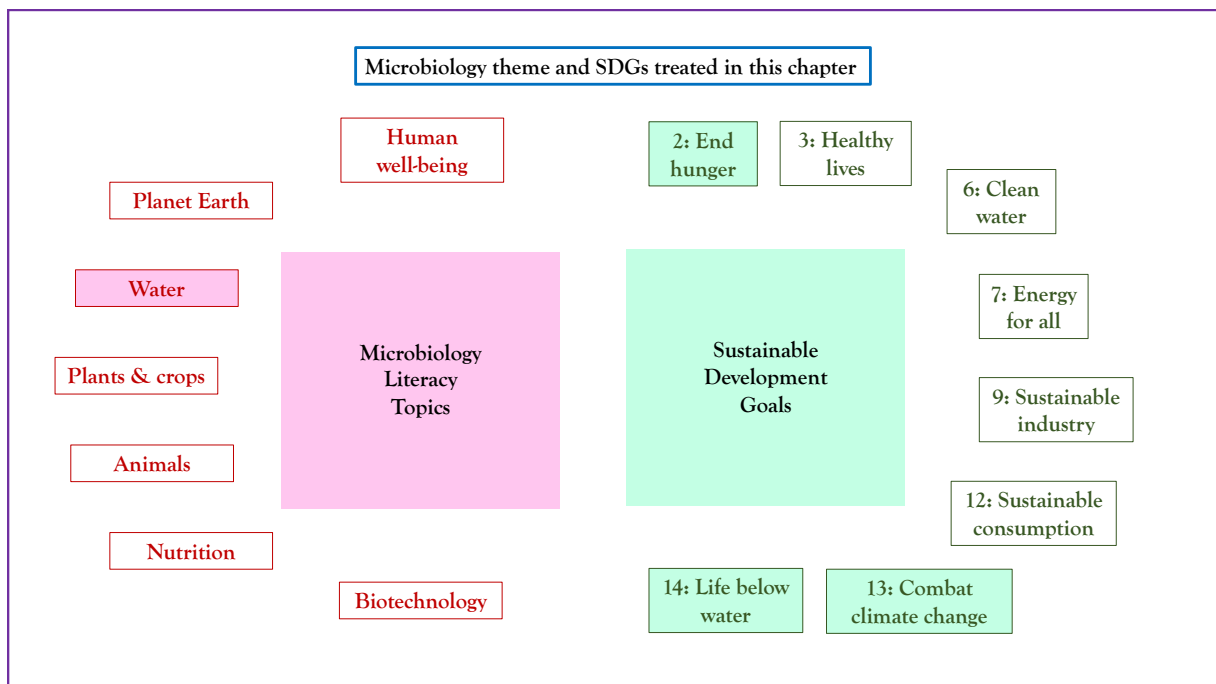 Microbiology theme and SDGs treated in this chapter
Human
well-being
Planet Earth
Water
Plants & crops
Animals
Nutrition
Biotechnology
Microbiology
Literacy
Topics
Sustainable
Development
Goals
2: End
hunger
3: Healthy
lives
6: Clean
water
7: Energy
for all
9: Sustainable
industry
12: Sustainable
consumption
13: Combat
climate change
14: Life below
water